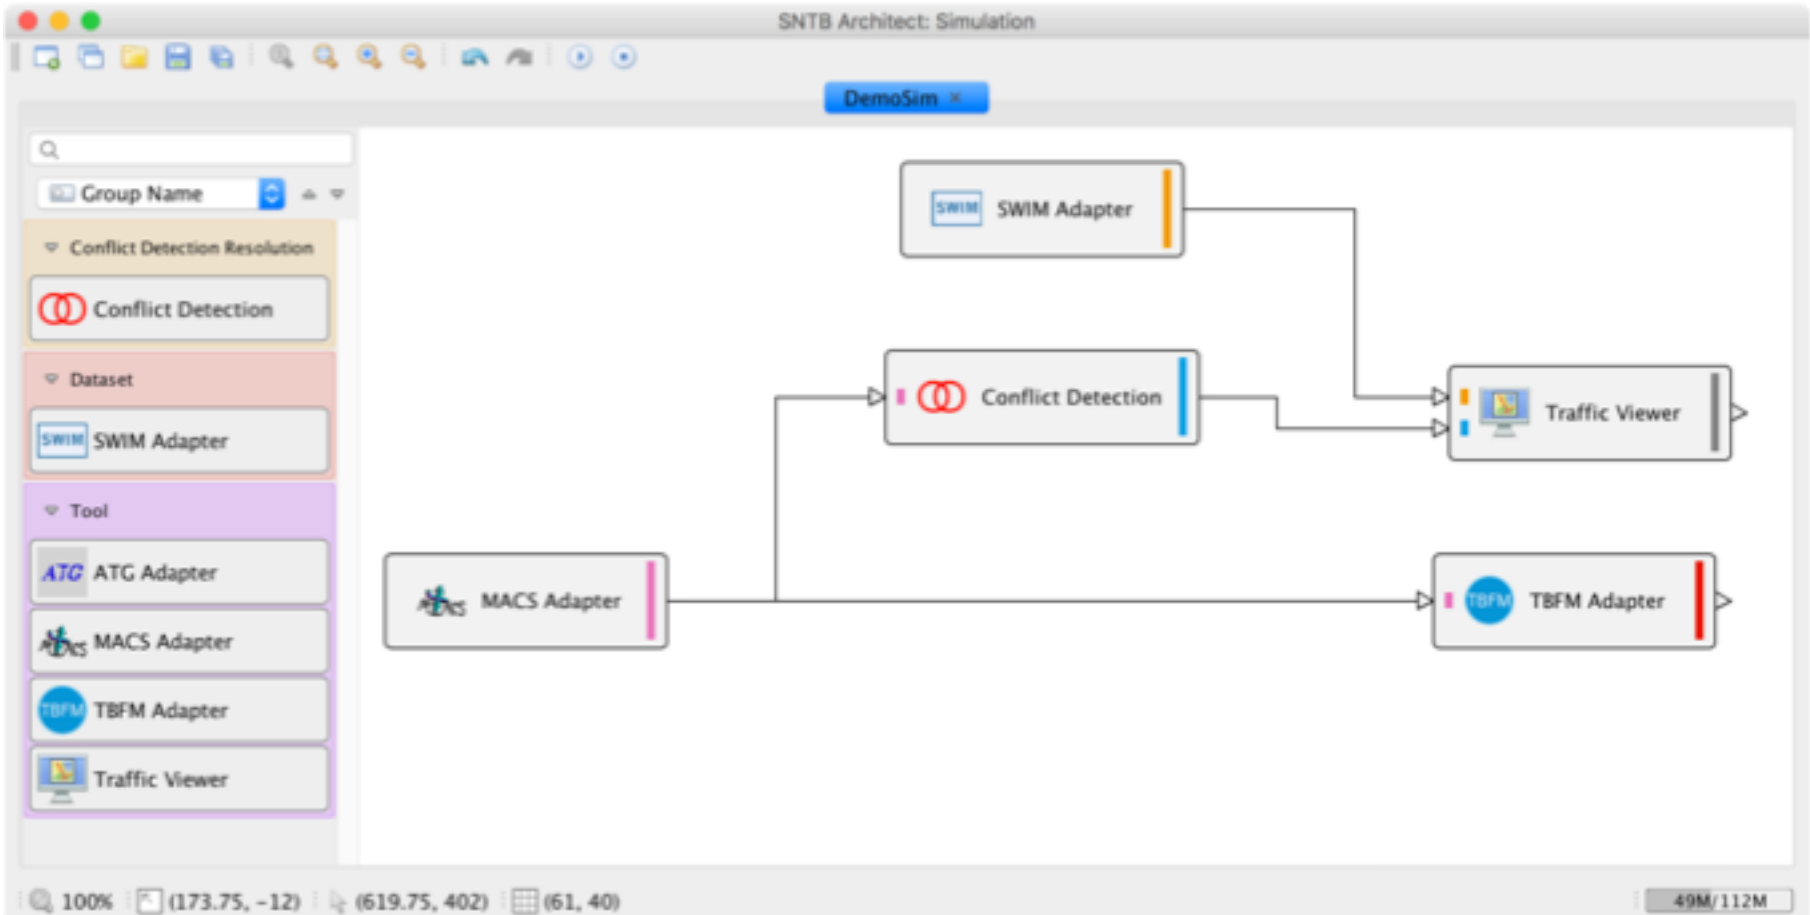 SNTB Architect: Simulation
DemoSim
Group Name
Conflict Detection Resolution
Conflict Detection
Dataset
SWIM SWIM Adapter
Tool
ATG ATG Adapter
MACS MACS Adapter
TBFM TBFM Adapter
Traffic Viewer
SWIM SWIM Adapter
Conflict Detection
Traffic Viewer
MACS MACS Adapter
TBFM TBFM Adapter
100% (173.75, -12) (619.75, 402) (61, 40) 49M/112M